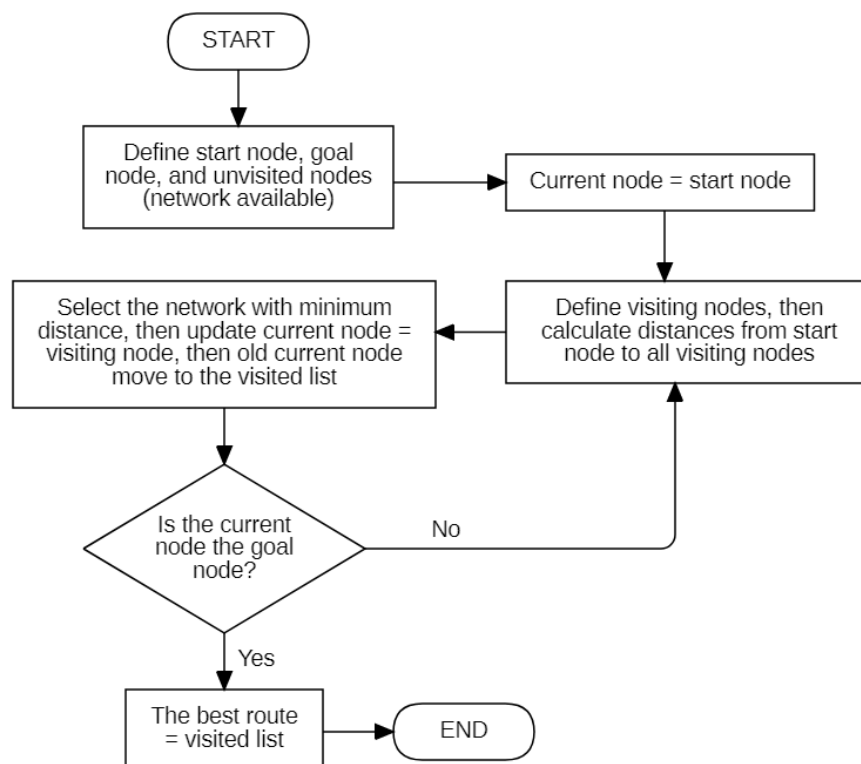 START
Define start node, goal
node, and unvisited nodes
(network available)
Current node = start node
Define visiting nodes, then
calculate distances from start
node to all visiting nodes
Select the network with minimum
distance, then update current node =
visiting node, then old current node
move to the visited list
Is the current
node the goal
node?
No
Yes
The best route
= visited list
END